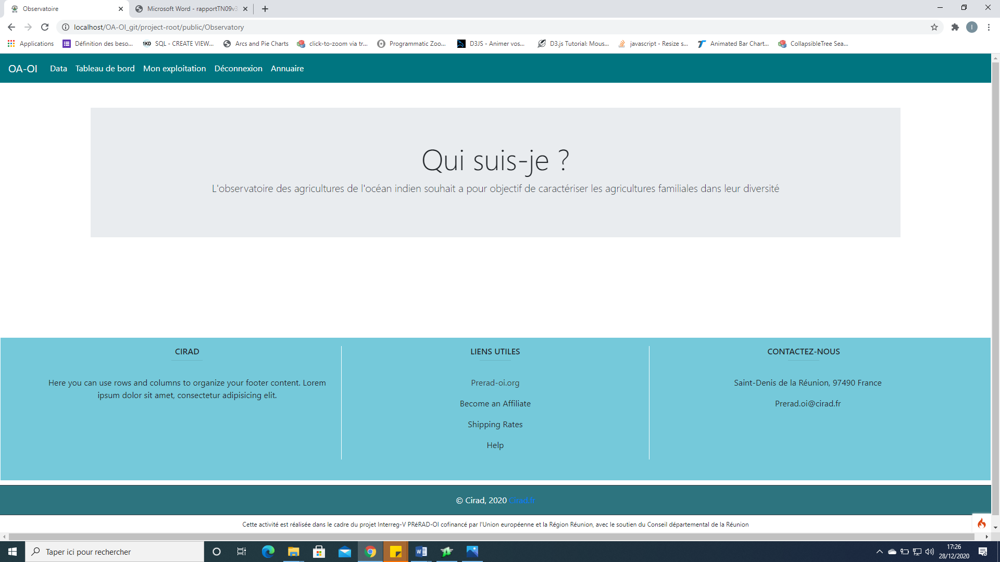 Observatoire
Microsoft Word - rapportTN09v3
localhost/OA-OI_git/project-root/public/Observatory
Applications
Définition des beso...
SQL - CREATE VIEW...
Arcs and Pie Charts
click-to-zoom via tr...
Programmatic Zoo...
D3JS - Animer vos...
D3.js Tutorial: Mous...
javascript - Resize s...
Animated Bar Chart...
CollapsibleTree Sea...
OA-OI Data Tableau de bord Mon exploitation Déconnexion Annuaire
Qui suis-je ?
L'observatoire des agricultures de l'océan indien souhait a pour objectif de caractériser les agricultures familiales dans leur diversité
CIRAD
Here you can use rows and columns to organize your footer content. Lorem
ipsum dolor sit amet, consectetur adipisicing elit.
LIENS UTILES
Prerad-oi.org
Become an Affiliate
Shipping Rates
Help
CONTACTEZ-NOUS
Saint-Denis de la Réunion, 97490 France
Prerad.oi@cirad.fr
© Cirad, 2020 Cirad.fr
Cette activité est réalisée dans le cadre du projet Interreg-V PRéRAD-OI cofinancé par l'Union européenne et la Région Réunion, avec le soutien du Conseil départemental de la Réunion
Taper ici pour rechercher
17:26
28/12/2020